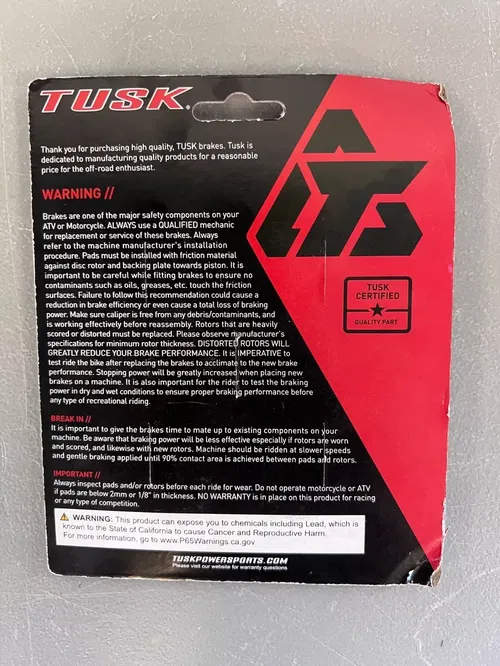 TUSK
Thank you for purchasing high quality, TUSK brakes. Tusk is
dedicated to manufacturing quality products for a reasonable
price for the off-road enthusiast.
WARNING //
Brakes are one of the major safety components on your
ATV or Motorcycle. ALWAYS use a QUALIFIED mechanic
for replacement or service of these brakes. Always
refer to the machine manufacturer's installation
procedure. Pads must be installed with friction material
against disc rotor and backing plate towards piston. It is
important to be careful while fitting brakes to ensure no
contaminants such as oils, greases, etc. touch the friction
surfaces. Failure to follow this recommendation could cause a
reduction in brake efficiency or even cause a total loss of braking
power. Make sure caliper is free from any debris/contaminants, and
is working effectively before reassembly. Rotors that are heavily
scored or distorted must be replaced. Please observe manufacturer's
specifications for minimum rotor thickness. DISTORTED ROTORS WILL
GREATLY REDUCE YOUR BRAKE PERFORMANCE. It is IMPERATIVE to
test ride the bike after replacing the brakes to acclimate to the new brake
performance. Stopping power will be greatly increased when placing new
brakes on a machine. It is also important for the rider to test the braking
power in dry and wet conditions to ensure proper braking performance before
any type of recreational riding.
TUSK
CERTIFIED
QUALITY PART
BREAK IN //
It is important to give the brakes time to mate up to existing components on your
machine. Be aware that braking power will be less effective especially if rotors are worn
and scored, and likewise with new rotors. Machine should be ridden at slower speeds
and gentle braking applied until 90% contact area is achieved between pads and rotors.
IMPORTANT //
Always inspect pads and/or rotors before each ride for wear. Do not operate motorcycle or ATV
if pads are below 2mm or 1/8" in thickness. NO WARRANTY is in place on this product for racing
or any type of competition.
WARNING: This product can expose you to chemicals including Lead, which is
known to the State of California to cause Cancer and Reproductive Harm.
For more information, go to www.P65Warnings.ca.gov
TUSKPOWERSPORTS.COM
Please visit our website for warranty questions